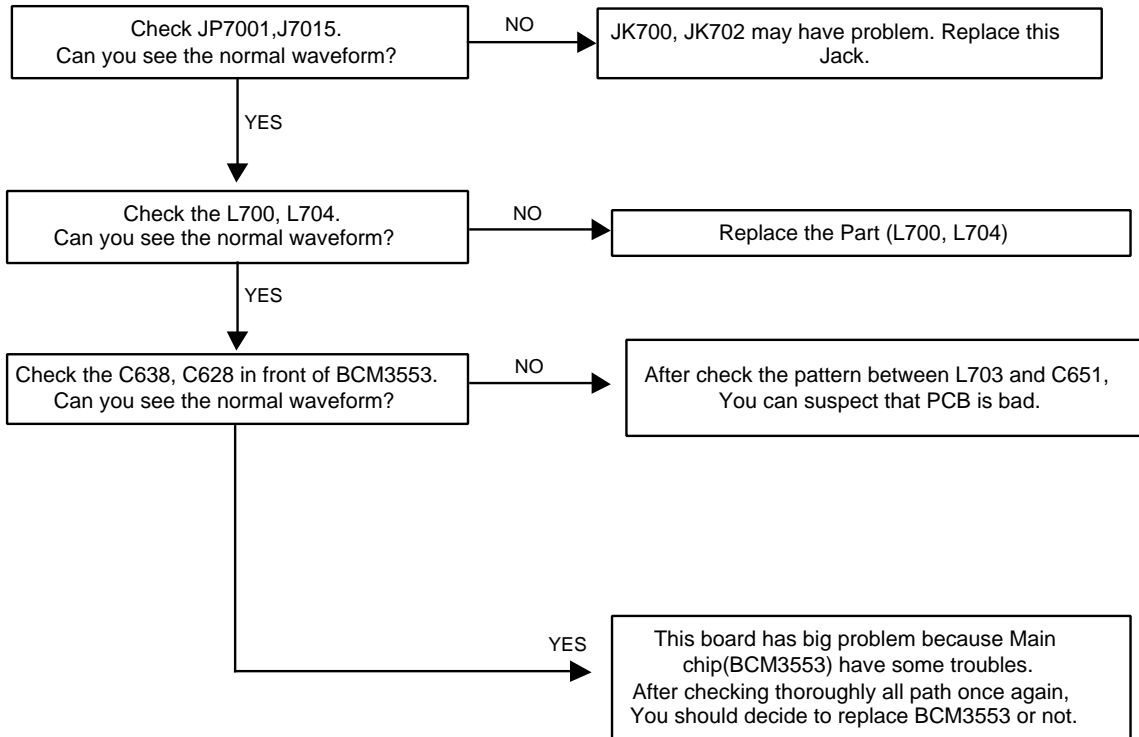 Check JP7001,J7015.
Can you see the normal waveform?
NO
JK700, JK702 may have problem. Replace this
Jack.
YES
Check the L700, L704.
Can you see the normal waveform?
NO
Replace the Part (L700, L704)
YES
Check the C638, C628 in front of BCM3553.
Can you see the normal waveform?
NO
After check the pattern between L703 and C651,
You can suspect that PCB is bad.
YES
This board has big problem because Main
chip(BCM3553) have some troubles.
After checking thoroughly all path once again,
You should decide to replace BCM3553 or not.